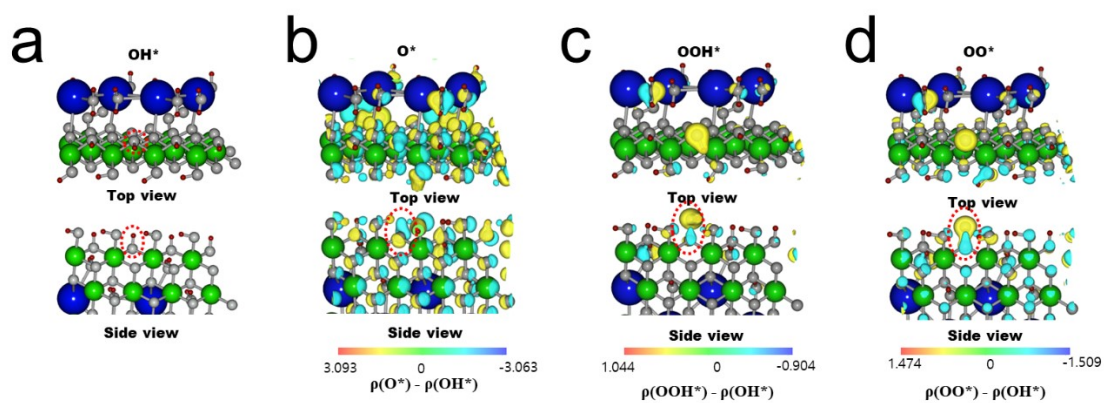 a
OH*
Top view
Side view
b
O*
Top view
Side view
3.093 0 -3.063
ρ(O*) - ρ(OH*)
c
OOH*
Top view
Side view
1.044 0 -0.904
ρ(OOH*) - ρ(OH*)
d
OO*
Top view
Side view
1.474 0 -1.509
ρ(OO*) - ρ(OH*)